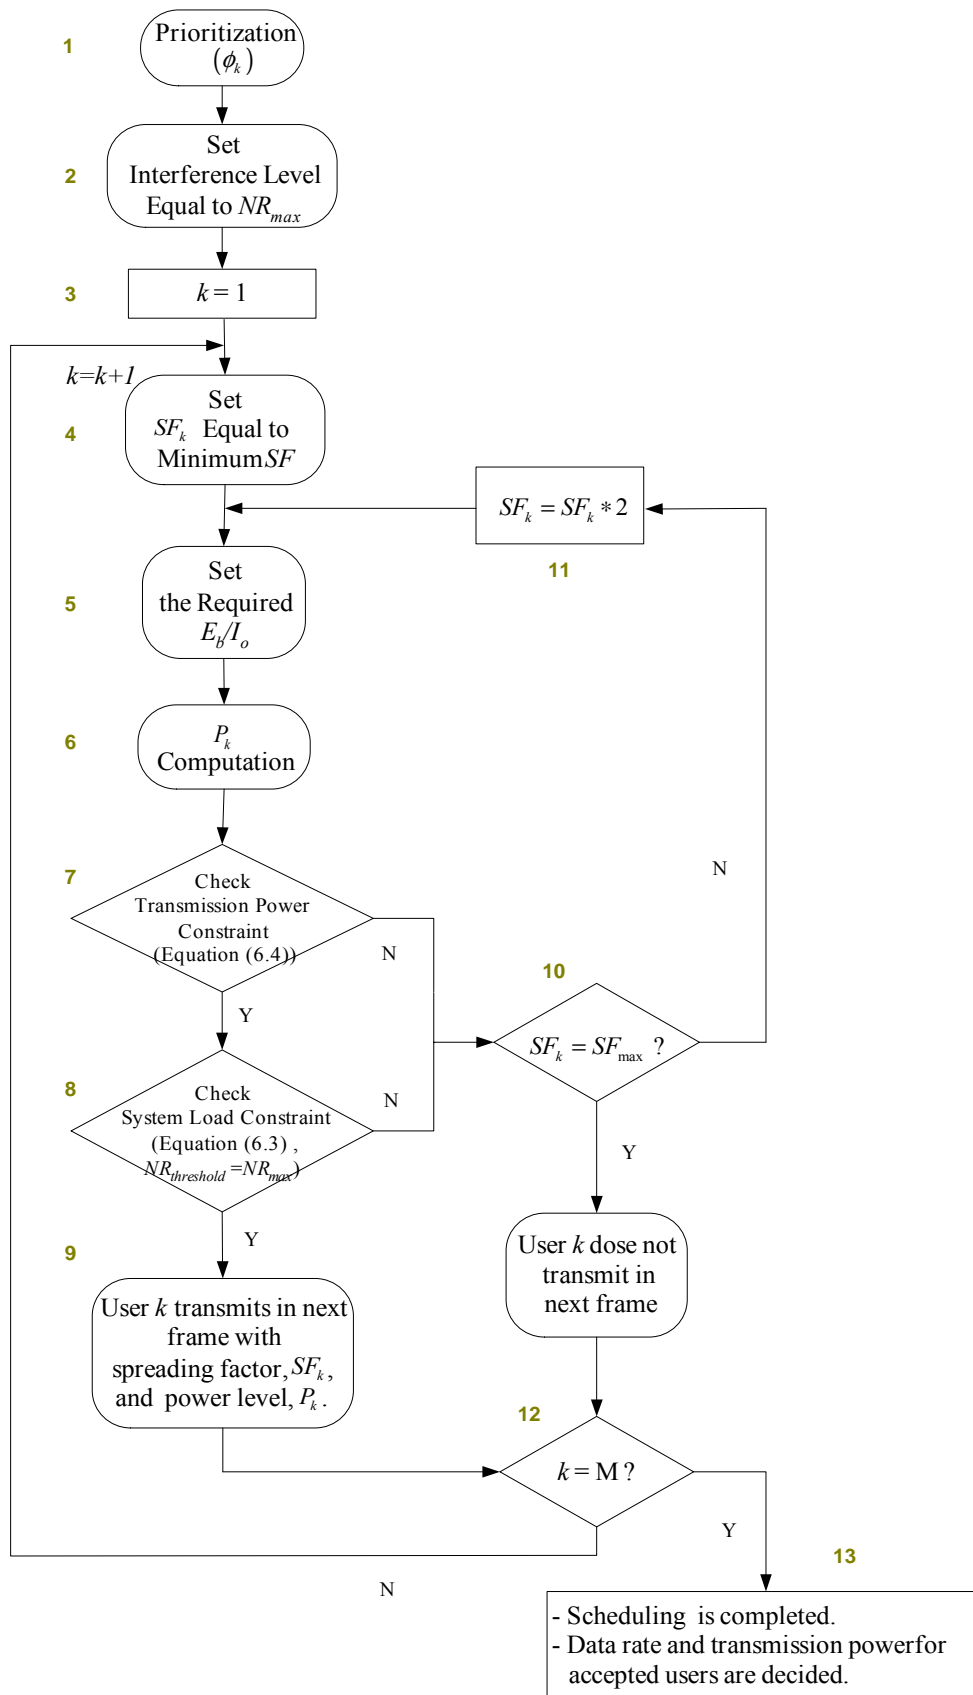 1
Prioritization
(ϕk)
2
Set
Interference Level
Equal to NRmax
3
k = 1
k=k+1
4
Set
SFk Equal to
Minimum SF
SFk = SFk * 2
11
5
Set
the Required
Eb/Io
6
Pk
Computation
7
Check
Transmission Power
Constraint
(Equation (6.4))
N
Y
N
10
SFk = SFmax ?
8
Check
System Load Constraint
(Equation (6.3) ,
NRthreshold =NRmax)
N
Y
Y
9
User k transmits in next
frame with
spreading factor, SFk ,
and power level, Pk .
User k dose not
transmit in
next frame
12
k = M ?
Y
N
13
- Scheduling is completed.
- Data rate and transmission powerfor
accepted users are decided.